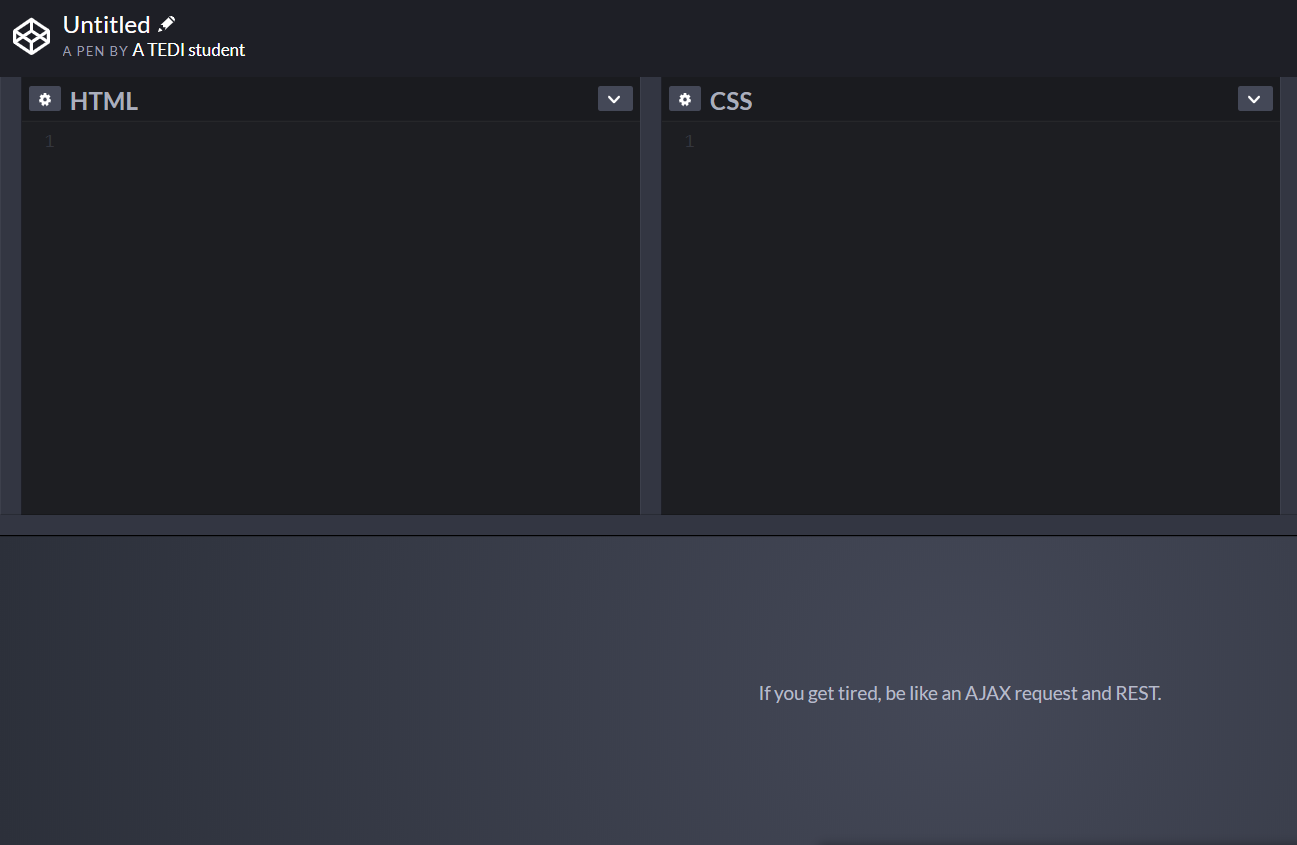 Untitled
A PEN BY A TEDI student
HTML
CSS
1
1
If you get tired, be like an AJAX request and REST.